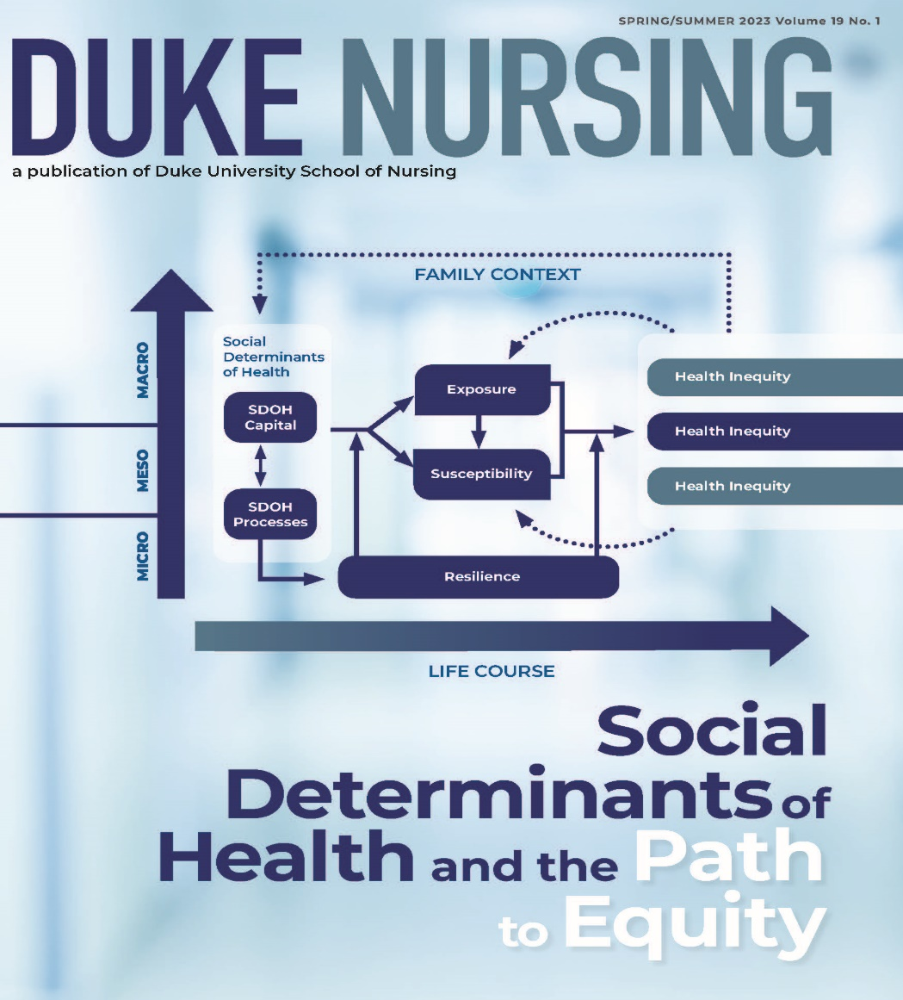 SPRING/SUMMER 2023 Volume 19 No. 1
DUKE NURSING
a publication of Duke University School of Nursing
FAMILY CONTEXT
MACRO
MESO
MICRO
Social
Determinants
of Health
SDOH
Capital
SDOH
Processes
Exposure
Susceptibility
Resilience
Health Inequity
Health Inequity
Health Inequity
LIFE COURSE
Social
Determinants of
Health and the Path
to Equity